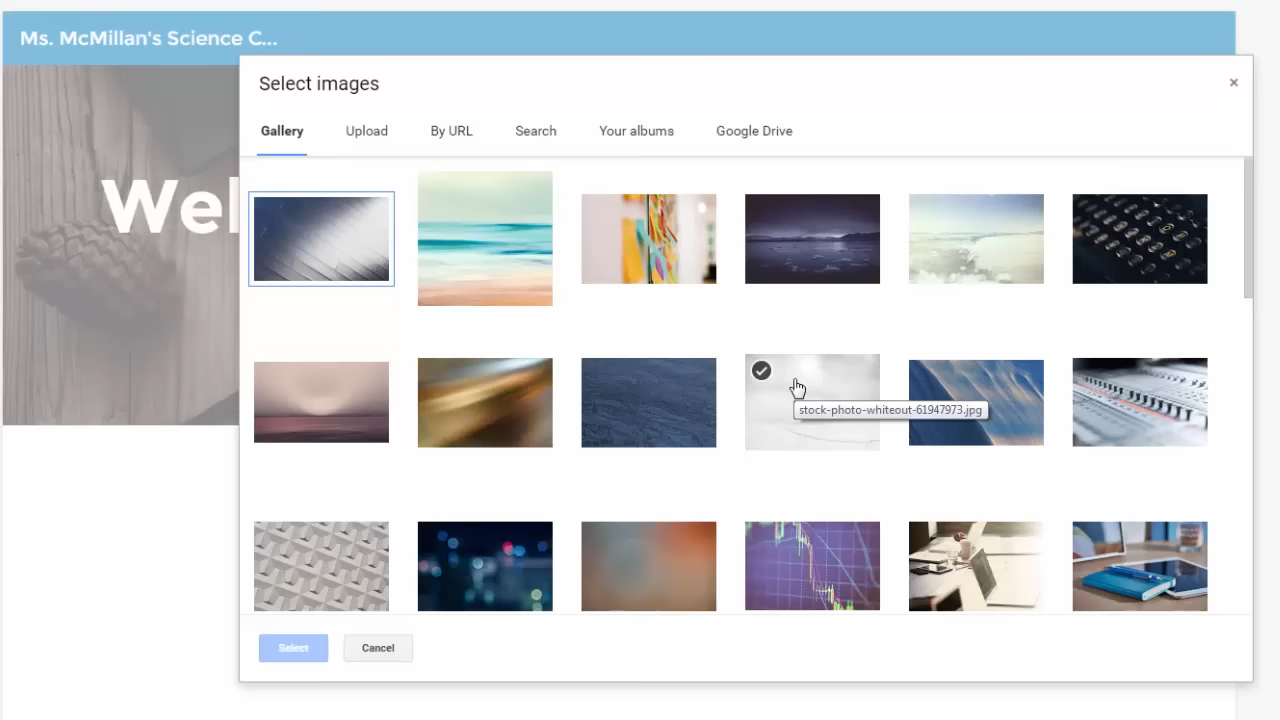 Ms. McMillan's Science C...
Wel
Select images
×
Gallery Upload By URL Search Your albums Google Drive
stock-photo-whiteout-61947973.jpg
Select Cancel